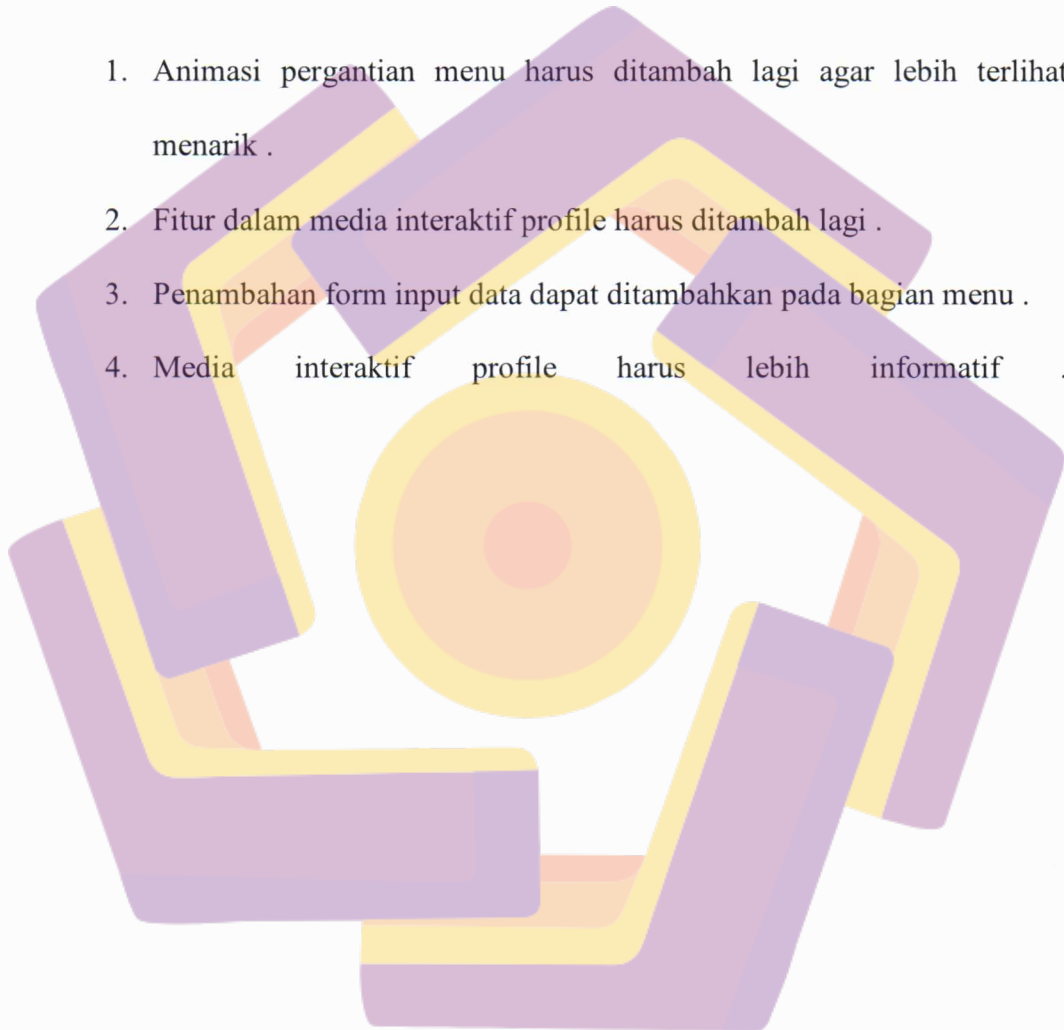 1. Animasi pergantian menu harus ditambah lagi agar lebih terlihat
menarik .
2. Fitur dalam media interaktif profile harus ditambah lagi .
3. Penambahan form input data dapat ditambahkan pada bagian menu .
4. Media interaktif profile harus lebih informatif .